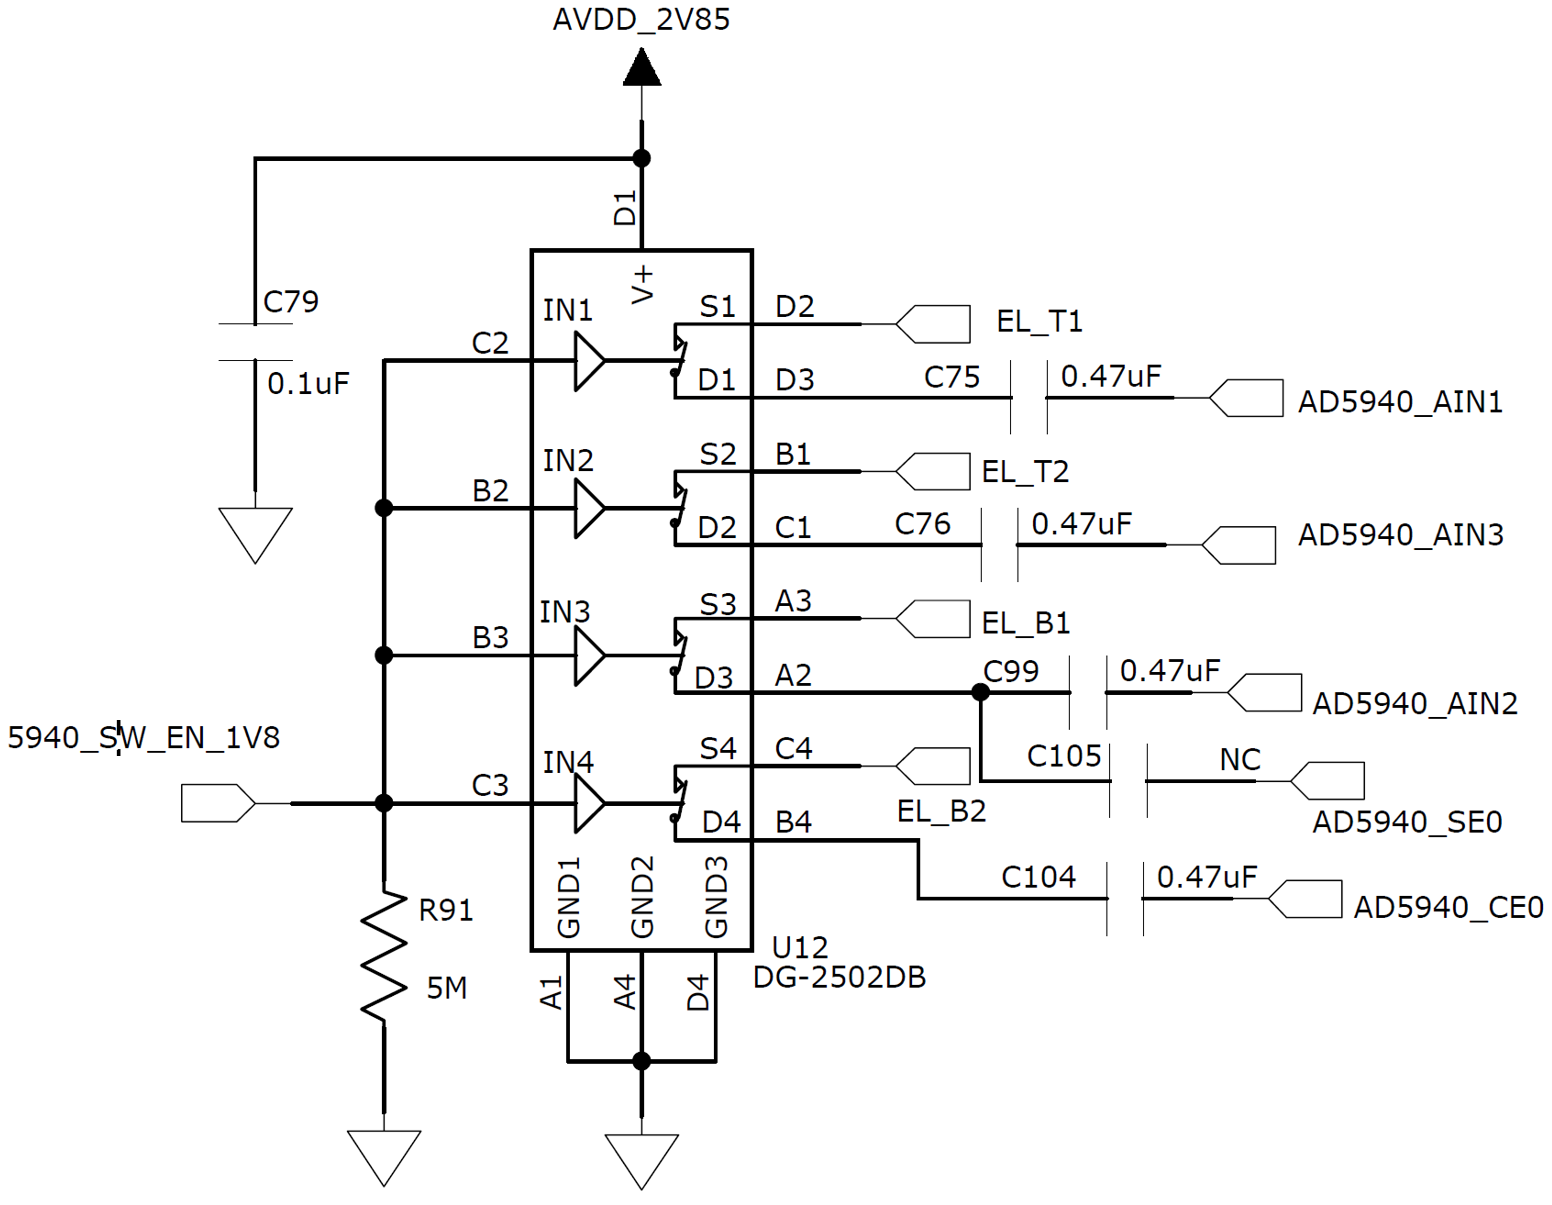 AVDD_2V85
D1
V+
C79
0.1uF
IN1
C2
S1
D2
EL_T1
D1
D3
C75
0.47uF
AD5940_AIN1
IN2
B2
S2
B1
EL_T2
D2
C1
C76
0.47uF
AD5940_AIN3
IN3
B3
S3
A3
EL_B1
D3
A2
C99
0.47uF
AD5940_AIN2
C105
NC
AD5940_SE0
5940_SW_EN_1V8
IN4
C3
S4
C4
EL_B2
D4
B4
C104
0.47uF
AD5940_CE0
GND1
GND2
GND3
R91
5M
U12
DG-2502DB
A1
A4
D4